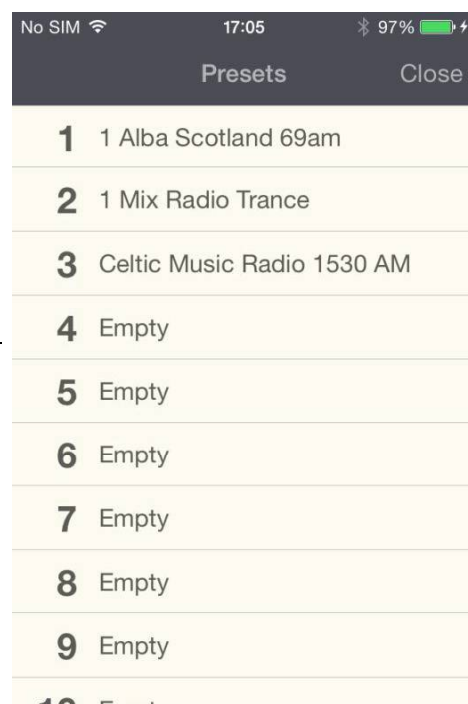 No SIM 17:05 97%
Presets Close
1 1 Alba Scotland 69am
2 1 Mix Radio Trance
3 Celtic Music Radio 1530 AM
4 Empty
5 Empty
6 Empty
7 Empty
8 Empty
9 Empty